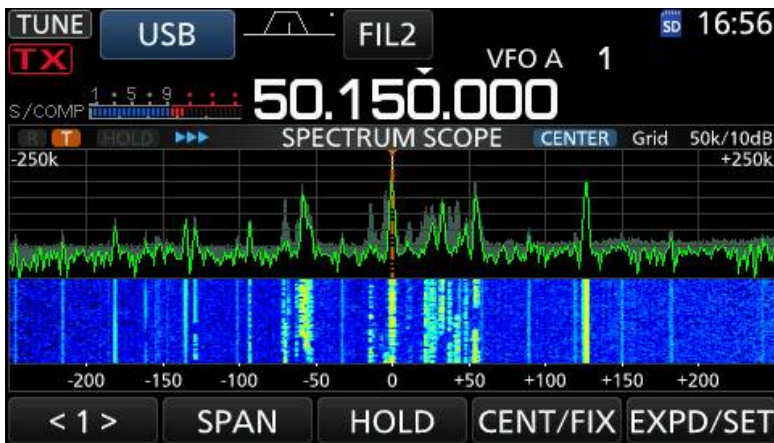 TUNE USB FIL2 SD 16:56
TX VFO A 1
S/COMP 1 5 9 50.150.000
R T HOLD SPECTRUM SCOPE CENTER Grid 50k/10dB
-250k +250k
-200 -150 -100 -50 0 +50 +100 +150 +200
< 1 > SPAN HOLD CENT/FIX EXPD/SET